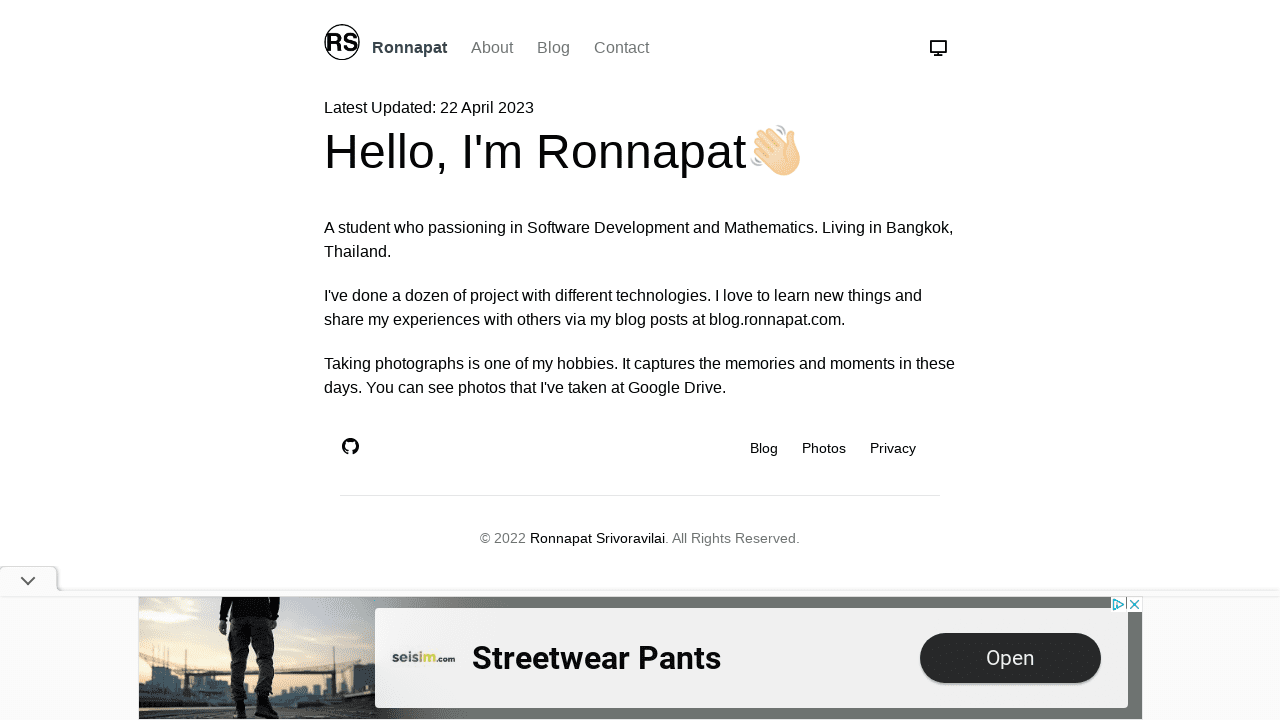 RS
Ronnapat About Blog Contact
Latest Updated: 22 April 2023
Hello, I'm Ronnapat👋🏻
A student who passioning in Software Development and Mathematics. Living in Bangkok,
Thailand.
I've done a dozen of project with different technologies. I love to learn new things and
share my experiences with others via my blog posts at blog.ronnapat.com.
Taking photographs is one of my hobbies. It captures the memories and moments in these
days. You can see photos that I've taken at Google Drive.
Blog Photos Privacy
© 2022 Ronnapat Srivoravilai. All Rights Reserved.
seisim.com
Streetwear Pants
Open